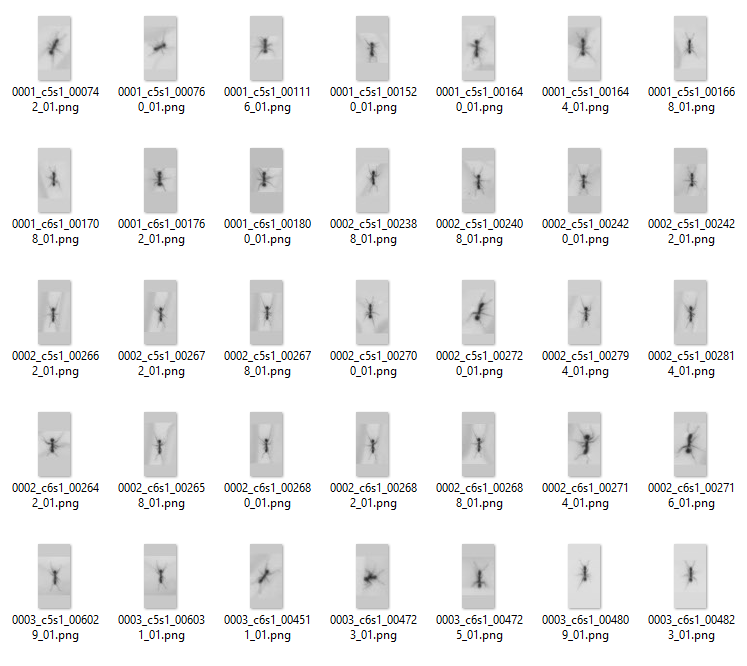 0001_c5s1_00074
2_01.png
0001_c5s1_00076
0_01.png
0001_c5s1_00111
6_01.png
0001_c5s1_00152
0_01.png
0001_c5s1_00164
0_01.png
0001_c5s1_00164
4_01.png
0001_c5s1_00166
8_01.png
0001_c6s1_00170
8_01.png
0001_c6s1_00176
2_01.png
0001_c6s1_00180
0_01.png
0002_c5s1_00238
8_01.png
0002_c5s1_00240
8_01.png
0002_c5s1_00242
0_01.png
0002_c5s1_00242
2_01.png
0002_c5s1_00266
2_01.png
0002_c5s1_00267
2_01.png
0002_c5s1_00267
8_01.png
0002_c5s1_00270
0_01.png
0002_c5s1_00272
0_01.png
0002_c5s1_00279
4_01.png
0002_c5s1_00281
4_01.png
0002_c6s1_00264
2_01.png
0002_c6s1_00265
8_01.png
0002_c6s1_00268
0_01.png
0002_c6s1_00268
2_01.png
0002_c6s1_00268
8_01.png
0002_c6s1_00271
4_01.png
0002_c6s1_00271
6_01.png
0003_c5s1_00602
9_01.png
0003_c5s1_00603
1_01.png
0003_c6s1_00451
1_01.png
0003_c6s1_00472
3_01.png
0003_c6s1_00472
5_01.png
0003_c6s1_00480
9_01.png
0003_c6s1_00482
3_01.png